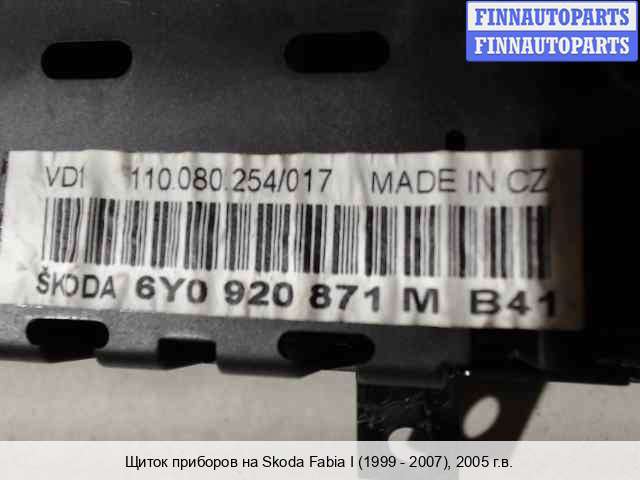 FINNAUTOPARTS
FINNAUTOPARTS
VD1 110.080.254/017 MADE IN CZ
ŠKODA 6Y0 920 871 M B41
Щиток приборов на Skoda Fabia I (1999 - 2007), 2005 г.в.